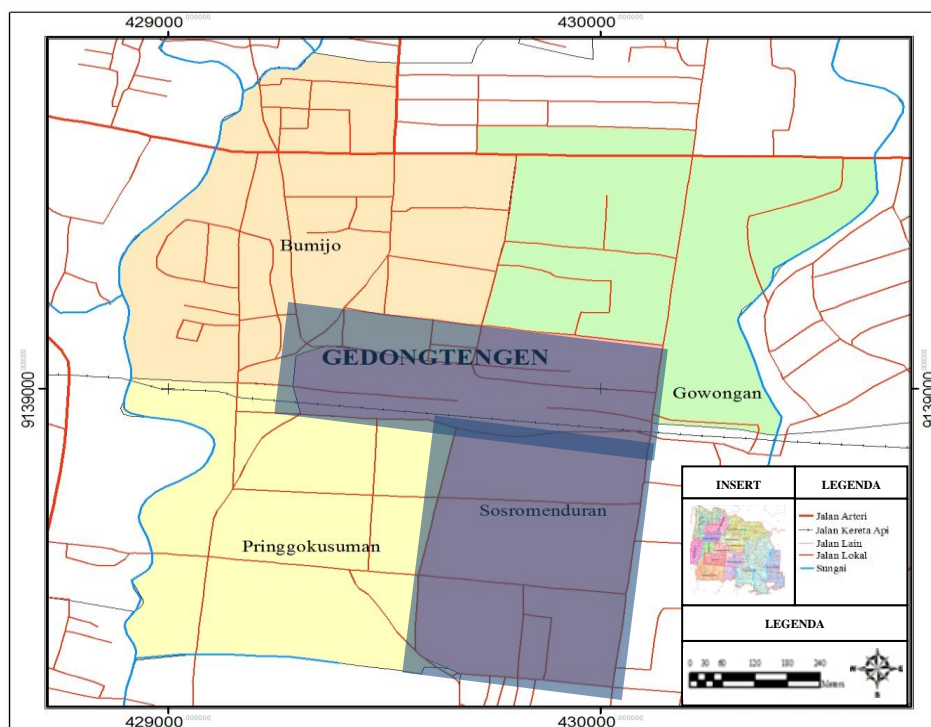 429000
430000
Bumijo
GEDONGTENGEN
9139000
9139000
Gowongan
Sosromenduran
Pringgokusuman
INSERT
LEGENDA
Jalan Arteri
Jalan Kereta Api
Jalan Lain
Jalan Lokal
Sungai
LEGENDA
0 30 60 120 180 240
Meters
N
W E
S
429000
430000